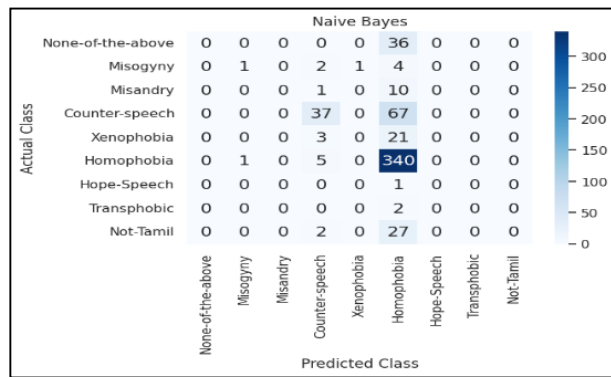 Naive Bayes
None-of-the-above 0 0 0 0 0 36 0 0 0
Misogyny 0 1 0 2 1 4 0 0 0
Misandry 0 0 0 1 0 10 0 0 0
Counter-speech 0 0 0 37 0 67 0 0 0
Xenophobia 0 0 0 3 0 21 0 0 0
Homophobia 0 1 0 5 0 340 0 0 0
Hope-Speech 0 0 0 0 0 1 0 0 0
Transphobic 0 0 0 0 0 2 0 0 0
Not-Tamil 0 0 0 2 0 27 0 0 0
Actual Class
None-of-the-above
Misogyny
Misandry
Counter-speech
Xenophobia
Homophobia
Hope-Speech
Transphobic
Not-Tamil
Predicted Class
300
250
200
150
100
50
0